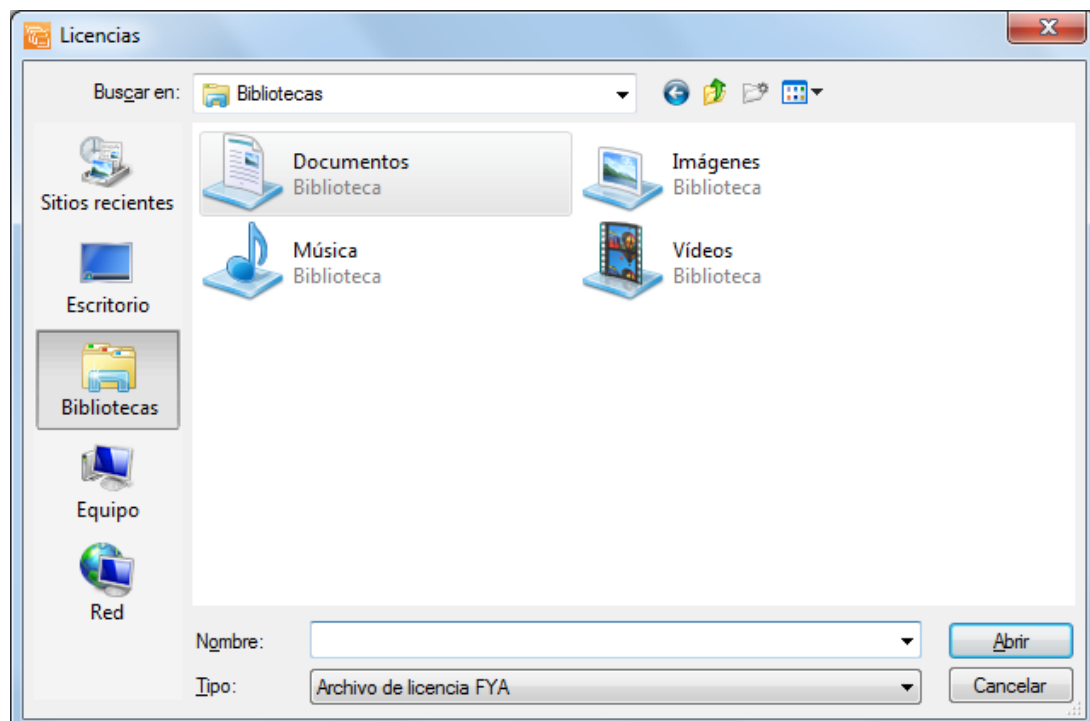 Licencias
Buscar en: Bibliotecas
Sitios recientes
Escritorio
Bibliotecas
Equipo
Red
Documentos
Biblioteca
Imágenes
Biblioteca
Música
Biblioteca
Vídeos
Biblioteca
Nombre:
Abrir
Tipo: Archivo de licencia FYA
Cancelar